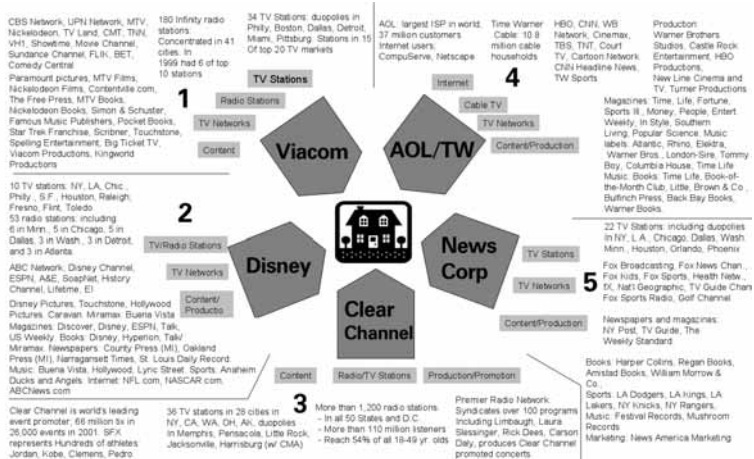 CBS Network, UPN Network, MTV,
Nickelodeon, TV Land, CMT, TNN,
VH1, Showtime, Movie Channel,
Sundance Channel, FLIK, BET,
Comedy Central
Paramount pictures, MTV Films,
Nickelodeon Films, Contentville.com,
The Free Press, MTV Books,
Nickelodeon Books, Simon & Schuster,
Famous Music Publishers, Pocket Books,
Star Trek Franchise, Scribner, Touchstone,
Spelling Entertainment, Big Ticket TV,
Viacom Productions, Kingworld
Productions
180 Infinity radio
stations:
Concentrated in 41
cities. In
1999 had 6 of top
10 stations
34 TV Stations: duopolies in
Philly, Boston, Dallas, Detroit,
Miami, Pittsburg. Stations in 15
Of top 20 TV markets
1
TV Stations
Radio Stations
TV Networks
Content
Viacom
AOL: largest ISP in world,
37 million customers
Internet users;
CompuServe, Netscape
Time Warner
Cable: 10.8
million cable
households
HBO, CNN, WB
Network, Cinemax,
TBS, TNT, Court
TV, Cartoon Network
CNN Headline News,
TW Sports
Production:
Warner Brothers
Studios, Castle Rock
Entertainment, HBO
Productions,
New Line Cinema and
TV, Turner Productions
Magazines: Time, Life, Fortune,
Sports Ill., Money, People, Entert.
Weekly, In Style, Southern
Living, Popular Science. Music
labels: Atlantic, Rhino, Elektra,
Warner Bros., London-Sire, Tommy
Boy, Columbia House, Time Life
Music. Books: Time Life, Book-
of-the-Month Club, Little, Brown & Co.,
Bulfinch Press, Back Bay Books,
Warner Books.
4
Internet
Cable TV
TV Networks
Content/Production
AOL/TW
10 TV stations: NY, LA, Chic.,
Philly., S.F., Houston, Raleigh,
Fresno, Flint, Toledo
53 radio stations: including
6 in Minn., 5 in Chicago, 5 in
Dallas, 3 in Wash., 3 in Detroit,
and 3 in Atlanta.
ABC Network, Disney Channel,
ESPN, A&E, SoapNet, History
Channel, Lifetime, E!
Disney Pictures, Touchstone, Hollywood
Pictures, Caravan, Miramax, Buena Vista
Magazines: Discover, Disney, ESPN, Talk,
US Weekly. Books: Disney, Hyperion, Talk/
Miramax. Newspapers: County Press (MI), Oakland
Press (MI), Narragansett Times, St. Louis Daily Record.
Music: Buena Vista, Hollywood, Lyric Street. Sports: Anaheim
Ducks and Angels. Internet: NFL.com, NASCAR.com,
ABCNews.com
2
TV/Radio Stations
TV Networks
Content/
Productio
Disney
News
Corp
TV Stations
TV Networks
Content/Production
5
22 TV Stations: including duopolies
In NY, L.A., Chicago, Dallas, Wash.
Minn., Houston, Orlando, Phoenix
Fox Broadcasting, Fox News Chan.,
Fox Kids, Fox Sports, Health Netw.,
fX, Nat'l Geographic, TV Guide Chan
Fox Sports Radio, Golf Channel
Newspapers and magazines:
NY Post, TV Guide, The
Weekly Standard
Books: Harper Collins, Regan Books,
Amistad Books, William Morrow &
Co.,
Sports: LA Dodgers, LA Kings, LA
Lakers, NY Knicks, NY Rangers,
Music: Festival Records, Mushroom
Records
Marketing: News America Marketing
Clear
Channel
Content
Radio/TV Stations
Production/Promotion
3
Clear Channel is world's leading
event promoter; 66 million tix in
26,000 events in 2001. SFX
represents Hundreds of athletes:
Jordan, Kobe, Clemens, Pedro
36 TV stations in 28 cities in
NY, CA, WA, OH, AK, duopolies
In Memphis, Pensacola, Little Rock,
Jacksonville, Harrisburg (w/ CMA)
More than 1,200 radio stations
- In all 50 States and D.C.
- More than 110 million listeners
- Reach 54% of all 18-49 yr. olds
Premier Radio Network
Syndicates over 100 programs
Including Limbaugh, Laura
Slessinger, Rick Dees, Carson
Daly, produces Clear Channel
promoted concerts